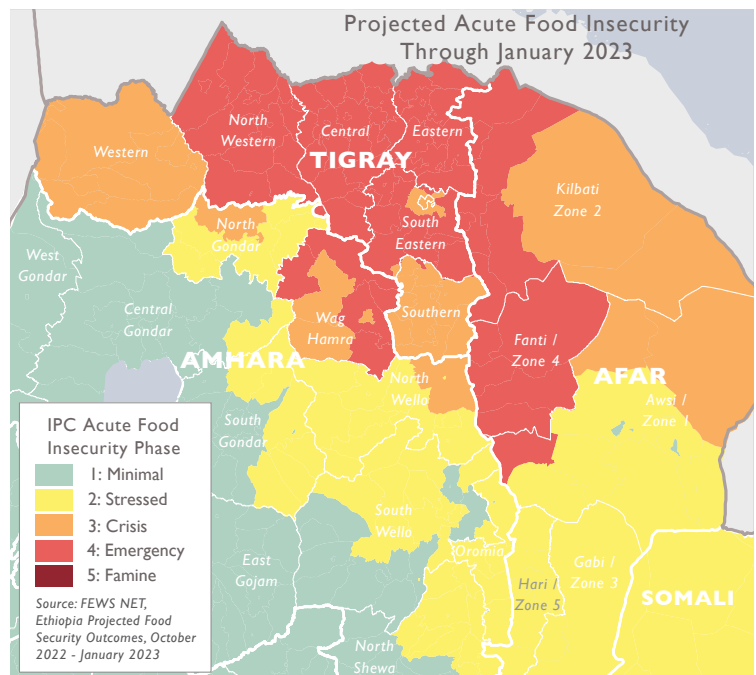 Projected Acute Food Insecurity
Through January 2023
North
Western
Central
Eastern
Western
TIGRAY
Kilbati
Zone 2
North
Gondar
South
Eastern
West
Gondar
Central
Gondar
Wag
Hamra
Southern
Fanti /
Zone 4
AMHARA
AFAR
North
Wello
Awsi /
Zone 1
South
Gondar
IPC Acute Food
Insecurity Phase
1: Minimal
2: Stressed
3: Crisis
4: Emergency
5: Famine
Source: FEWS NET,
Ethiopia Projected Food
Security Outcomes, October
2022 - January 2023
South
Wello
Oromia
East
Gojam
Hari /
Zone 5
Gabi /
Zone 3
SOMALI
North
Shewa